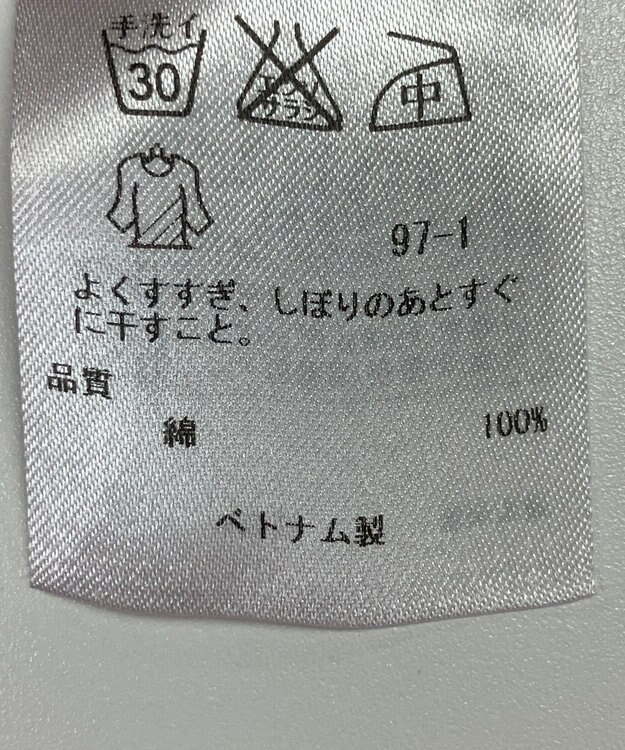 手洗イ
30
エンソ
サラシ
中
97-1
よくすすぎ、しぼりのあとすぐ
に干すこと。
品質
綿 100%
ベトナム製